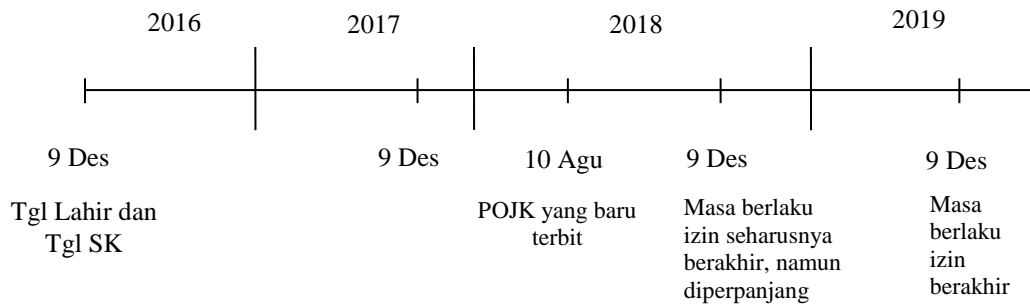 2016 2017 2018 2019
9 Des 9 Des 10 Agu 9 Des 9 Des
Tgl Lahir dan
Tgl SK
POJK yang baru
terbit
Masa berlaku
izin seharusnya
berakhir, namun
diperpanjang
Masa
berlaku
izin
berakhir